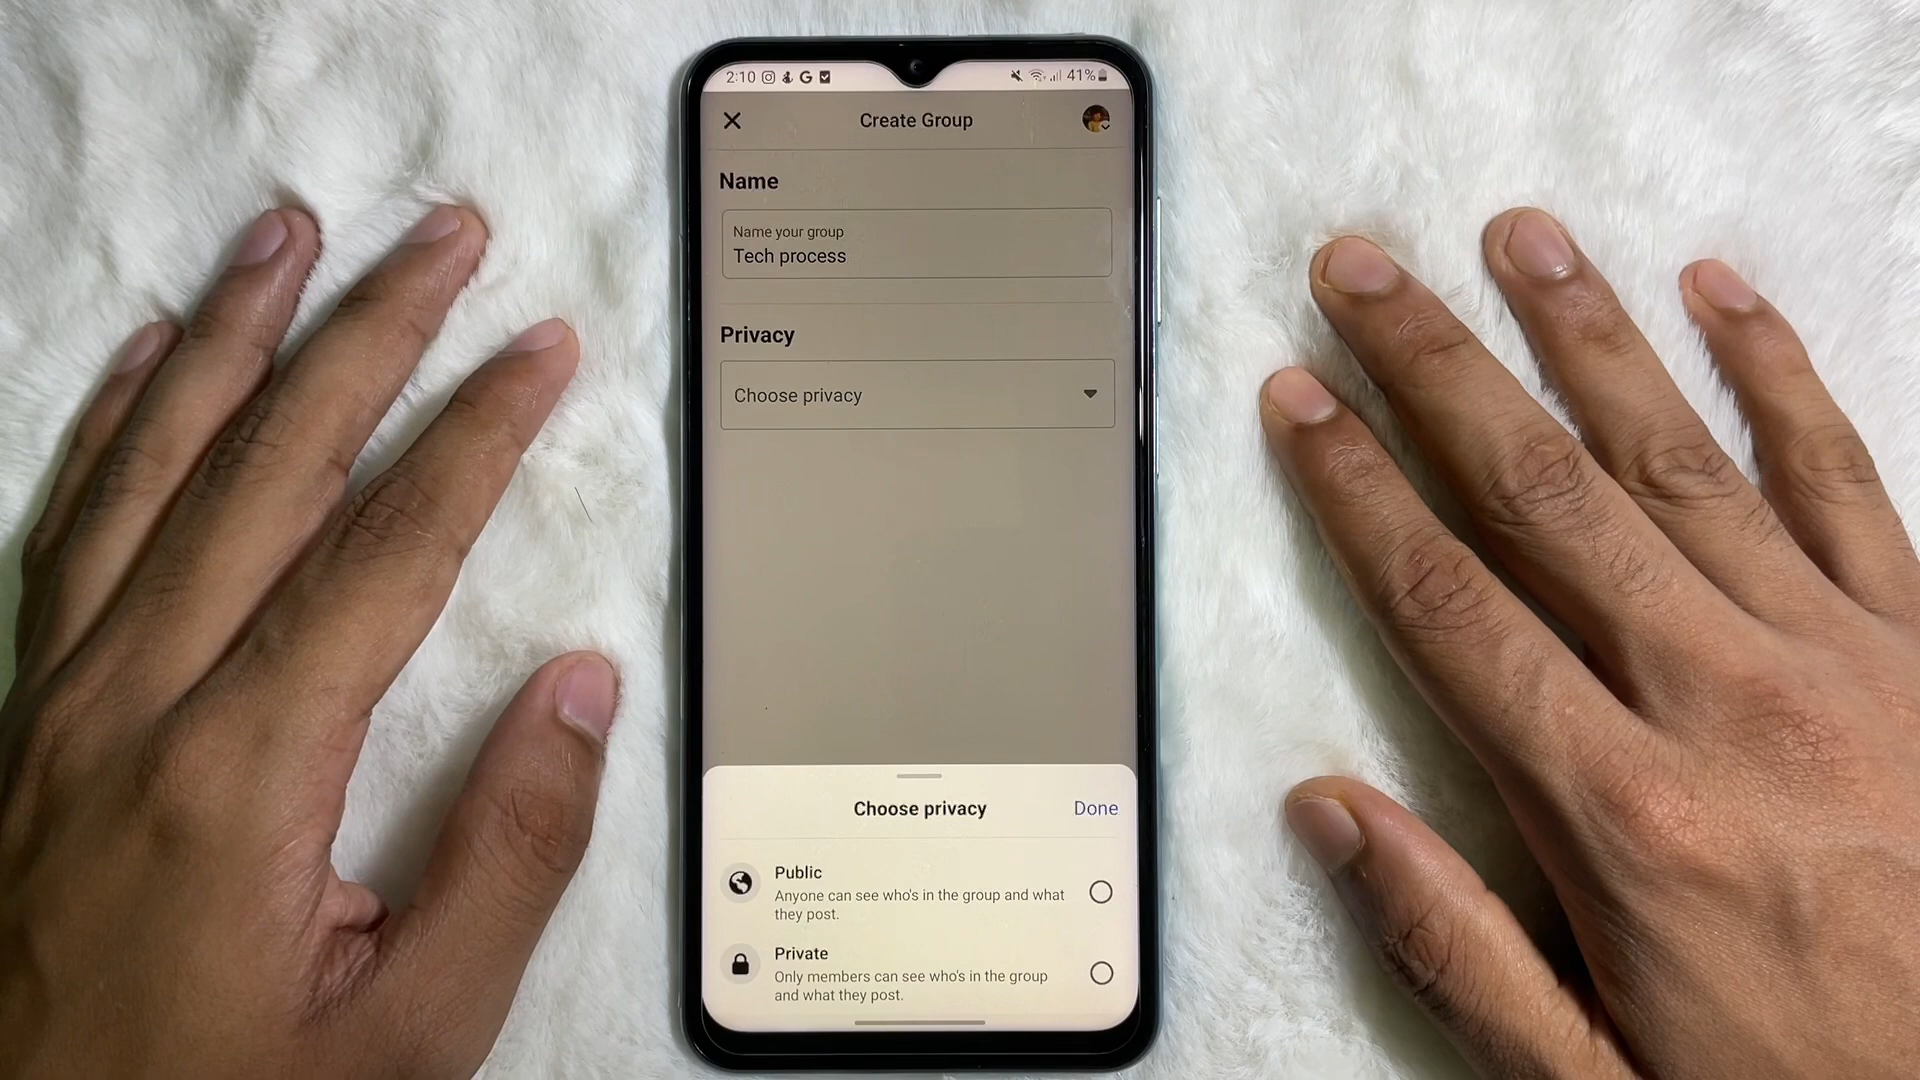 2:10 G 41%
Create Group
Name
Name your group
Tech process
Privacy
Choose privacy
Choose privacy Done
Public
Anyone can see who's in the group and what
they post.
Private
Only members can see who's in the group
and what they post.